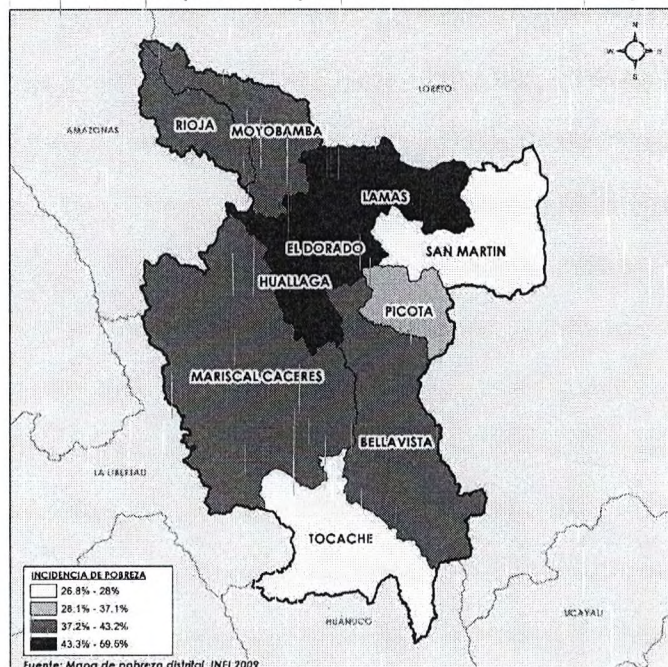 N
W E
S
LORETO
AMAZONAS
RIOJA
MOYOBAMBA
LAMAS
EL DORADO
SAN MARTIN
HUALLAGA
PICOTA
MARISCAL CACERES
BELLAVISTA
LA LIBERTAD
TOCACHE
INCIDENCIA DE POBREZA
26.8% - 28%
28.1% - 37.1%
37.2% - 43.2%
43.3% - 69.5%
HUÁNUCO
UCAYALI
Fuente: Mapa de pobreza distrital, INEI 2009